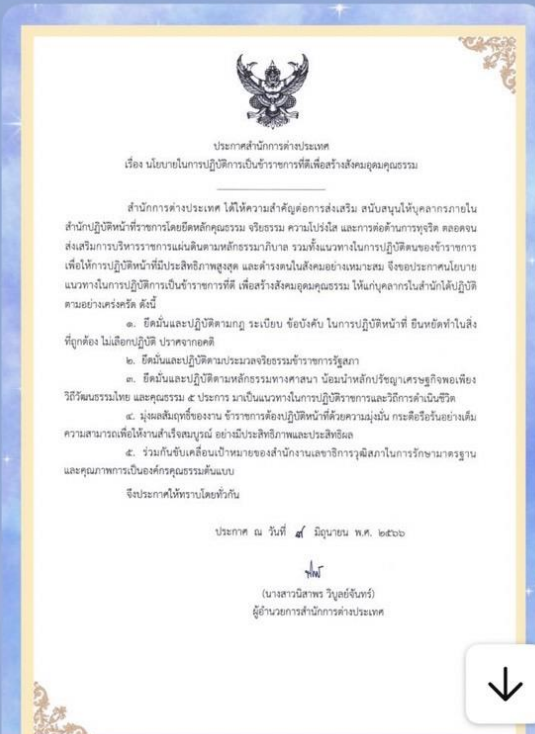 ประกาศสำนักการต่างประเทศ
เรื่อง นโยบายในการปฏิบัติการเป็นข้าราชการที่ดีเพื่อสร้างสังคมอุดมคุณธรรม
สำนักการต่างประเทศ ได้ให้ความสำคัญต่อการส่งเสริม สนับสนุนให้บุคลากรภายใน
สำนักปฏิบัติหน้าที่ราชการโดยยึดหลักคุณธรรม จริยธรรม ความโปร่งใส และการต่อต้านการทุจริต ตลอดจน
ส่งเสริมการบริหารราชการแผ่นดินตามหลักธรรมาภิบาล รวมทั้งแนวทางในการปฏิบัติตนของข้าราชการ
เพื่อให้การปฏิบัติหน้าที่มีประสิทธิภาพสูงสุด และดำรงตนในสังคมอย่างเหมาะสม จึงขอประกาศนโยบาย
แนวทางในการปฏิบัติการเป็นข้าราชการที่ดี เพื่อสร้างสังคมอุดมคุณธรรม ให้แก่บุคลากรในสำนักได้ปฏิบัติ
ตามอย่างเคร่งครัด ดังนี้
๑. ยึดมั่นและปฏิบัติตามกฎ ระเบียบ ข้อบังคับ ในการปฏิบัติหน้าที่ ยืนหยัดทำในสิ่ง
ที่ถูกต้อง ไม่เลือกปฏิบัติ ปราศจากอคติ
๒. ยึดมั่นและปฏิบัติตามประมวลจริยธรรมข้าราชการรัฐสภา
๓. ยึดมั่นและปฏิบัติตามหลักธรรมทางศาสนา น้อมนำหลักปรัชญาเศรษฐกิจพอเพียง
วิถีวัฒนธรรมไทย และคุณธรรม ๕ ประการ มาเป็นแนวทางในการปฏิบัติราชการและวิถีการดำเนินชีวิต
๔. มุ่งผลสัมฤทธิ์ของงาน ข้าราชการต้องปฏิบัติหน้าที่ด้วยความมุ่งมั่น กระตือรือร้นอย่างเต็ม
ความสามารถเพื่อให้งานสำเร็จสมบูรณ์ อย่างมีประสิทธิภาพและประสิทธิผล
๕. ร่วมกันขับเคลื่อนเป้าหมายของสำนักงานเลขาธิการวุฒิสภาในการรักษามาตรฐาน
และคุณภาพการเป็นองค์กรคุณธรรมต้นแบบ
จึงประกาศให้ทราบโดยทั่วกัน
ประกาศ ณ วันที่ ๙ มิถุนายน พ.ศ. ๒๕๖๖
(นางสาวนิสาพร วิบูลย์จันทร์)
ผู้อำนวยการสำนักการต่างประเทศ